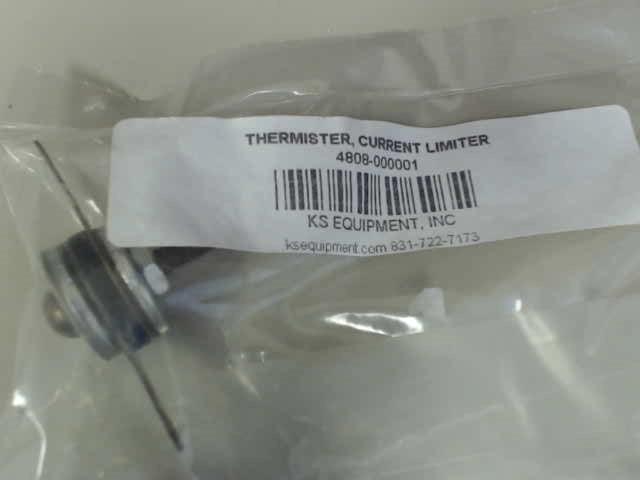 THERMISTER, CURRENT LIMITER
4808-000001
KS EQUIPMENT, INC
ksequipment.com 831-722-7173